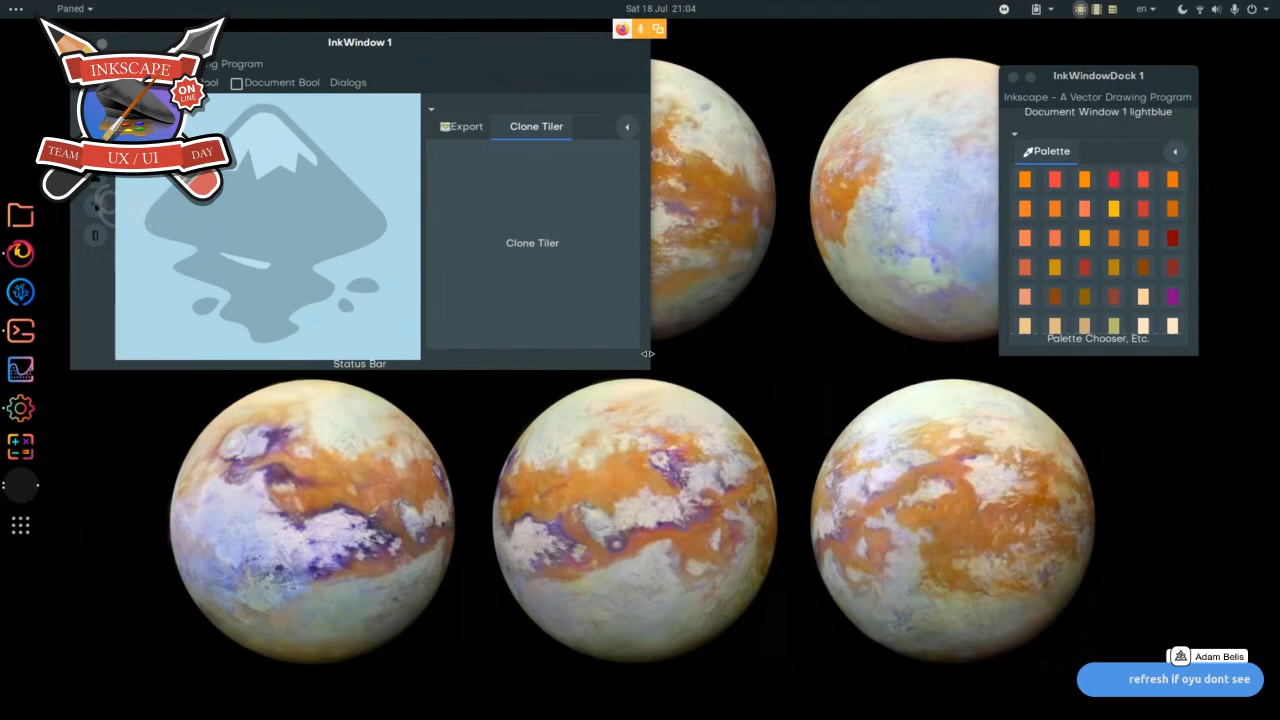 Paned
Sat 18 Jul 21:04
en
INKSCAPE
ON
LINE
TEAM
UX / UI
DAY
InkWindow 1
ng Program
ool
Document Bool
Dialogs
Export
Clone Tiler
Clone Tiler
Status Bar
InkWindowDock 1
Inkscape - A Vector Drawing Program
Document Window 1 lightblue
Palette
Palette Chooser, Etc.
Adam Belis
refresh if oyu dont see